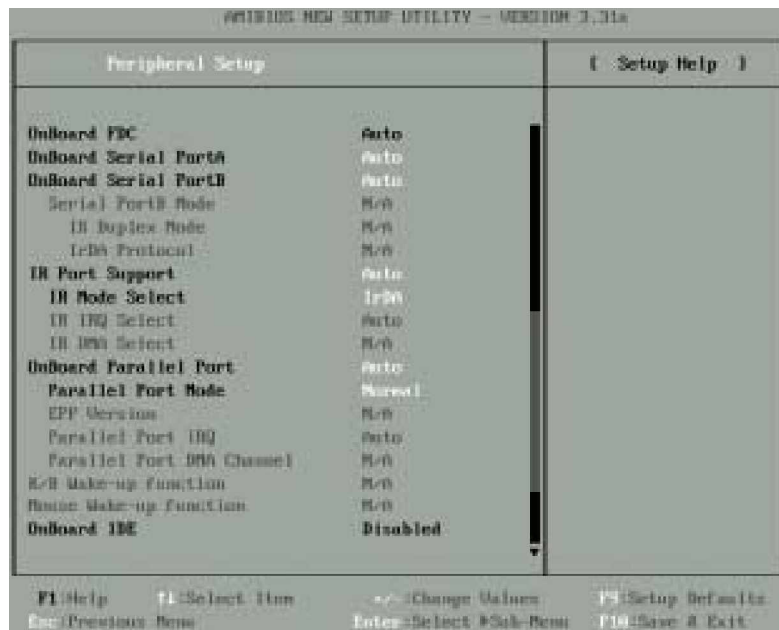 AMIBIOS NEW SETUP UTILITY - VERSION 3.31a
Peripheral Setup
[ Setup Help ]
OnBoard FDC Auto
OnBoard Serial PortA Auto
OnBoard Serial PortB Auto
Serial PortB Mode N/A
IR Duplex Mode N/A
IrDA Protocol N/A
IR Port Support Auto
IR Mode Select IrDA
IR IRQ Select Auto
IR DMA Select N/A
OnBoard Parallel Port Auto
Parallel Port Mode Normal
EPP Version N/A
Parallel Port IRQ Auto
Parallel Port DMA Channel N/A
K/B Wake-up function N/A
Mouse Wake-up function N/A
OnBoard IDE Disabled
F1:Help ↑↓:Select Item +/-:Change Values F9:Setup Defaults
Esc:Previous Menu Enter:Select ▶Sub-Menu F10:Save & Exit